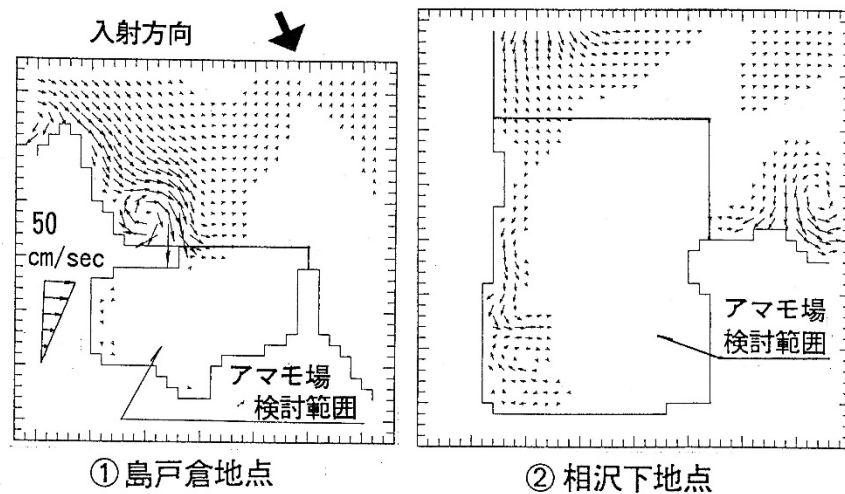 入射方向
50
cm/sec
アマモ場
検討範囲
①島戸倉地点
アマモ場
検討範囲
②相沢下地点